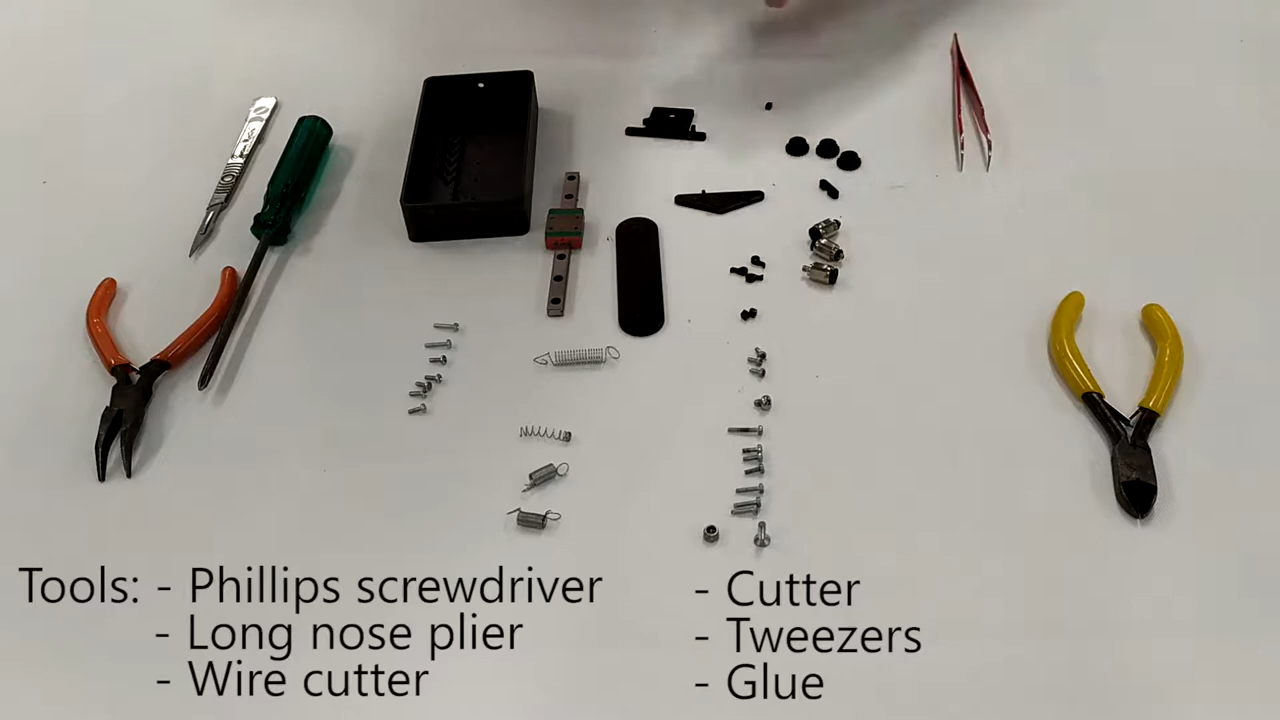 Tools: - Phillips screwdriver
- Long nose plier
- Wire cutter
- Cutter
- Tweezers
- Glue